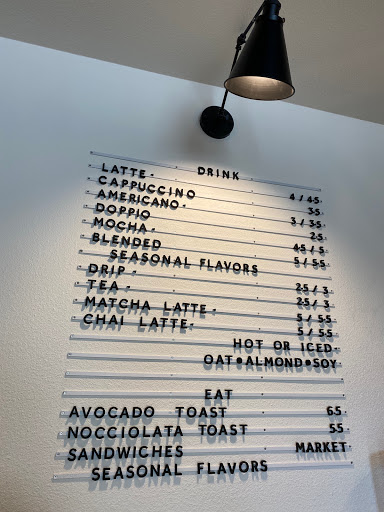 DRINK
LATTE· 4/45
CAPPUCCINO 35
AMERICANO· 3/35
DOPPIO 25
MOCHA· 45/5
BLENDED 5/55
SEASONAL FLAVORS
DRIP· 25/3
TEA· 25/3
MATCHA LATTE· 5/55
CHAI LATTE· 5/55
HOT OR ICED·
OAT•ALMOND•SOY
EAT
AVOCADO TOAST 65
NOCCIOLATA TOAST 55
SANDWICHES MARKET
SEASONAL FLAVORS